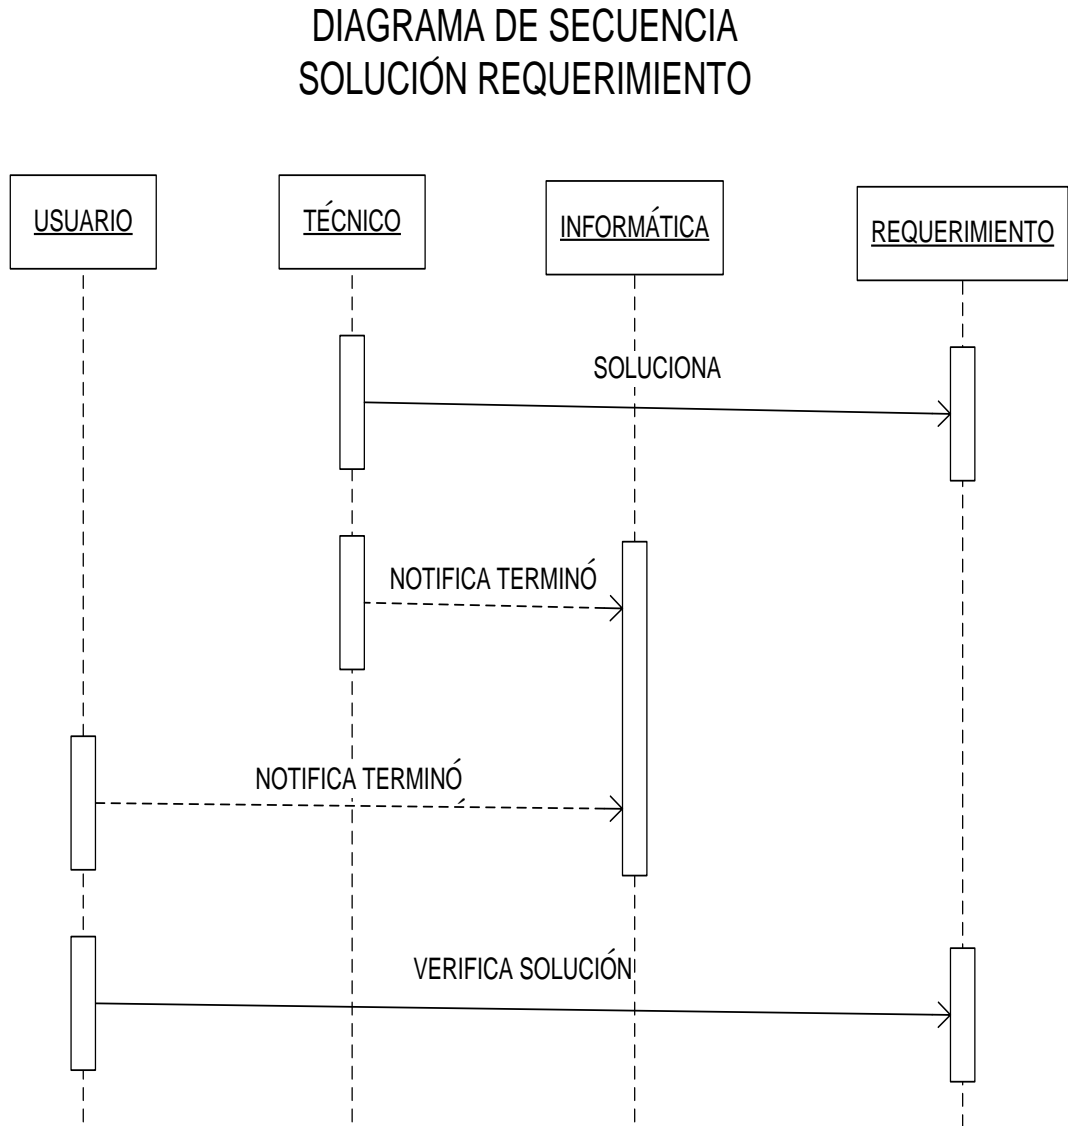 DIAGRAMA DE SECUENCIA
SOLUCIÓN REQUERIMIENTO
USUARIO
TÉCNICO
INFORMÁTICA
REQUERIMIENTO
SOLUCIONA
NOTIFICA TERMINÓ
NOTIFICA TERMINÓ
VERIFICA SOLUCIÓN